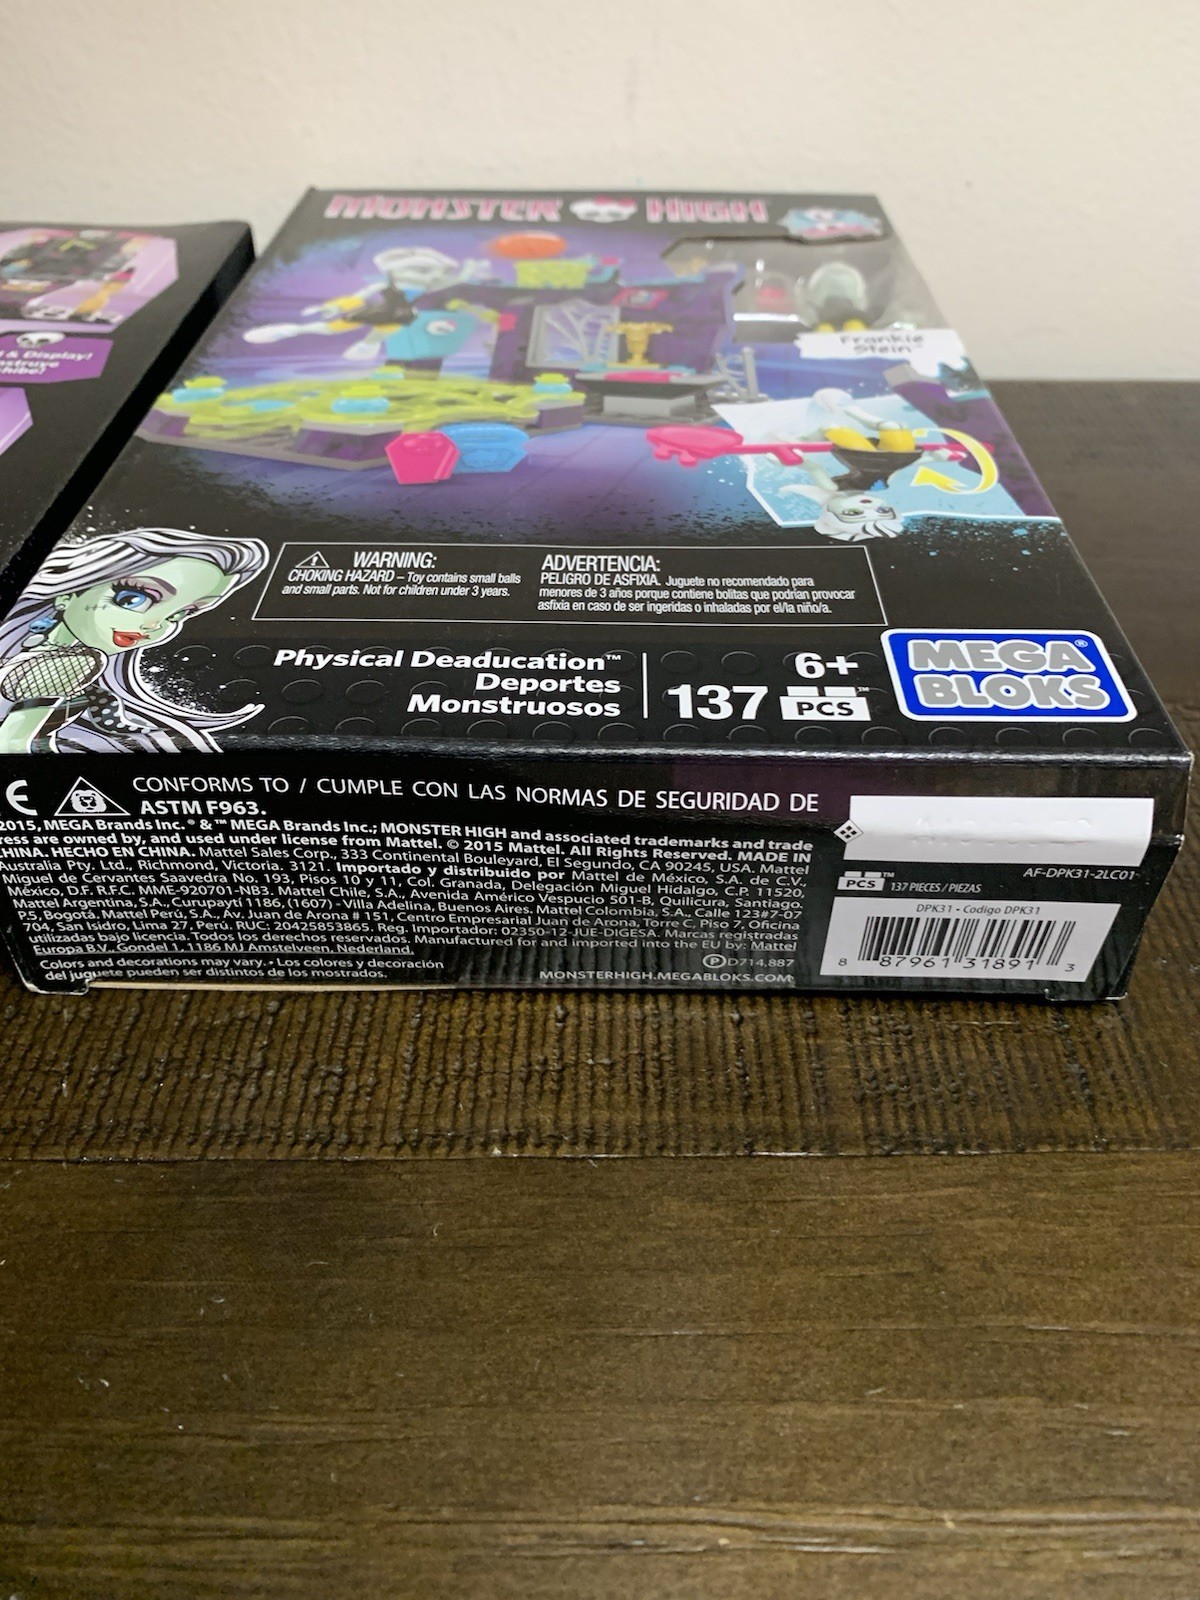 MONSTER HIGH
& Display!
Frankie
Stein™
WARNING:
CHOKING HAZARD – Toy contains small balls
and small parts. Not for children under 3 years.
ADVERTENCIA:
PELIGRO DE ASFIXIA. Juguete no recomendado para
menores de 3 años porque contiene bolitas que podrían provocar
asfixia en caso de ser ingeridas o inhaladas por el/la niño/a.
Physical Deaducation™
Deportes
Monstruosos
6+
137 PCS™
MEGA®
BLOKS
CE
CONFORMS TO / CUMPLE CON LAS NORMAS DE SEGURIDAD DE
ASTM F963.
2015, MEGA Brands Inc. ® & ™ MEGA Brands Inc.; MONSTER HIGH and associated trademarks and trade
ress are owned by, and used under license from Mattel. © 2015 Mattel. All Rights Reserved. MADE IN
HINA. HECHO EN CHINA. Mattel Sales Corp., 333 Continental Boulevard, El Segundo, CA 90245, USA. Mattel
Australia Pty. Ltd., Richmond, Victoria. 3121. Importado y distribuido por Mattel de México, S.A. de C.V.,
Miguel de Cervantes Saavedra No. 193, Pisos 10 y 11, Col. Granada, Delegación Miguel Hidalgo, C.P. 11520,
México, D.F. R.F.C. MME-920701-NB3. Mattel Chile, S.A., Avenida Américo Vespucio 501-B, Quilicura, Santiago.
Mattel Argentina, S.A., Curupaytí 1186, (1607) - Villa Adelina, Buenos Aires. Mattel Colombia, S.A., Calle 123#7-07
P.5, Bogotá. Mattel Perú, S.A., Av. Juan de Arona # 151, Centro Empresarial Juan de Arona, Torre C, Piso 7, Oficina
704, San Isidro, Lima 27, Perú. RUC: 20425853865. Reg. Importador: 02350-12-JUE-DIGESA. Marcas registradas
utilizadas bajo licencia. Todos los derechos reservados. Manufactured for and imported into the EU by: Mattel
Europa B.V., Gondel 1, 1186 MJ Amstelveen, Nederland.
Colors and decorations may vary. • Los colores y decoración
del juguete pueden ser distintos de los mostrados.
Ⓟ D714,887
MONSTERHIGH.MEGABLOKS.COM
AF-DPK31-2LC01
PCS™ 137 PIECES / PIEZAS
DPK31 - Codigo DPK31
8 87961 31891 3